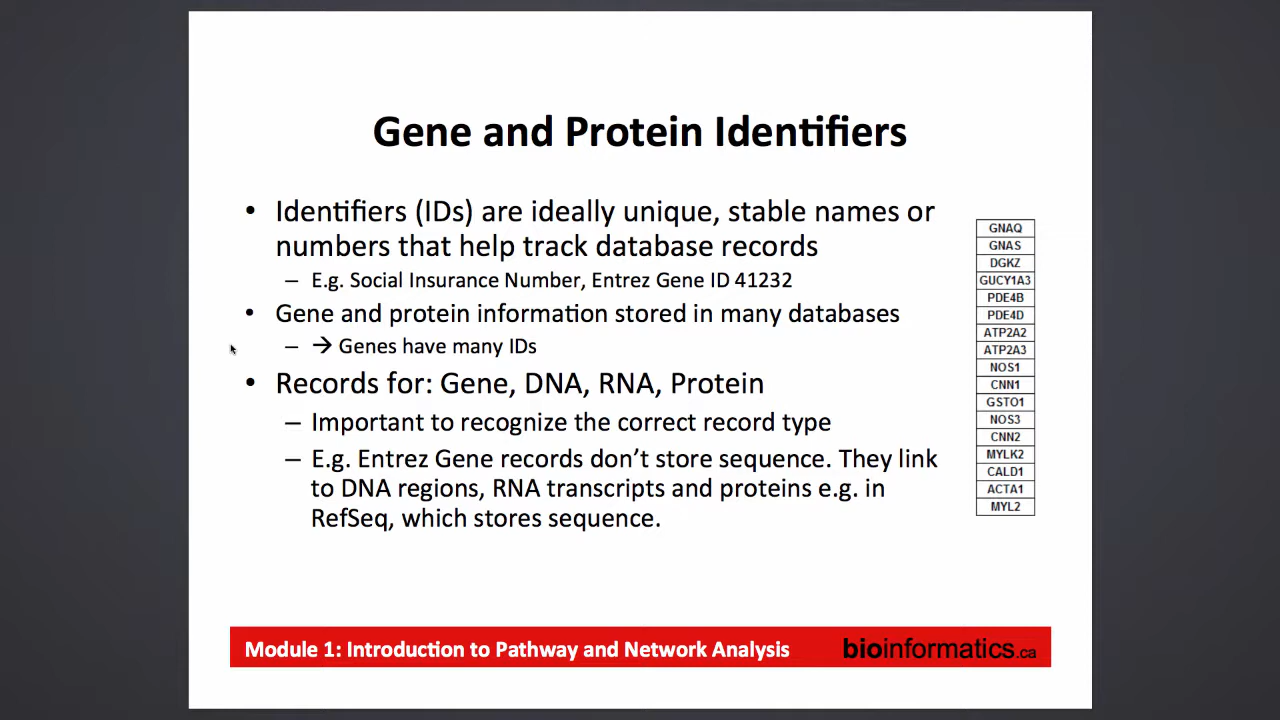 Gene and Protein Identifiers
• Identifiers (IDs) are ideally unique, stable names or
numbers that help track database records
– E.g. Social Insurance Number, Entrez Gene ID 41232
• Gene and protein information stored in many databases
– → Genes have many IDs
• Records for: Gene, DNA, RNA, Protein
– Important to recognize the correct record type
– E.g. Entrez Gene records don’t store sequence. They link
to DNA regions, RNA transcripts and proteins e.g. in
RefSeq, which stores sequence.
GNAQ
GNAS
DGKZ
GUCY1A3
PDE4B
PDE4D
ATP2A2
ATP2A3
NOS1
CNN1
GSTO1
NOS3
CNN2
MYLK2
CALD1
ACTA1
MYL2
Module 1: Introduction to Pathway and Network Analysis
bioinformatics.ca